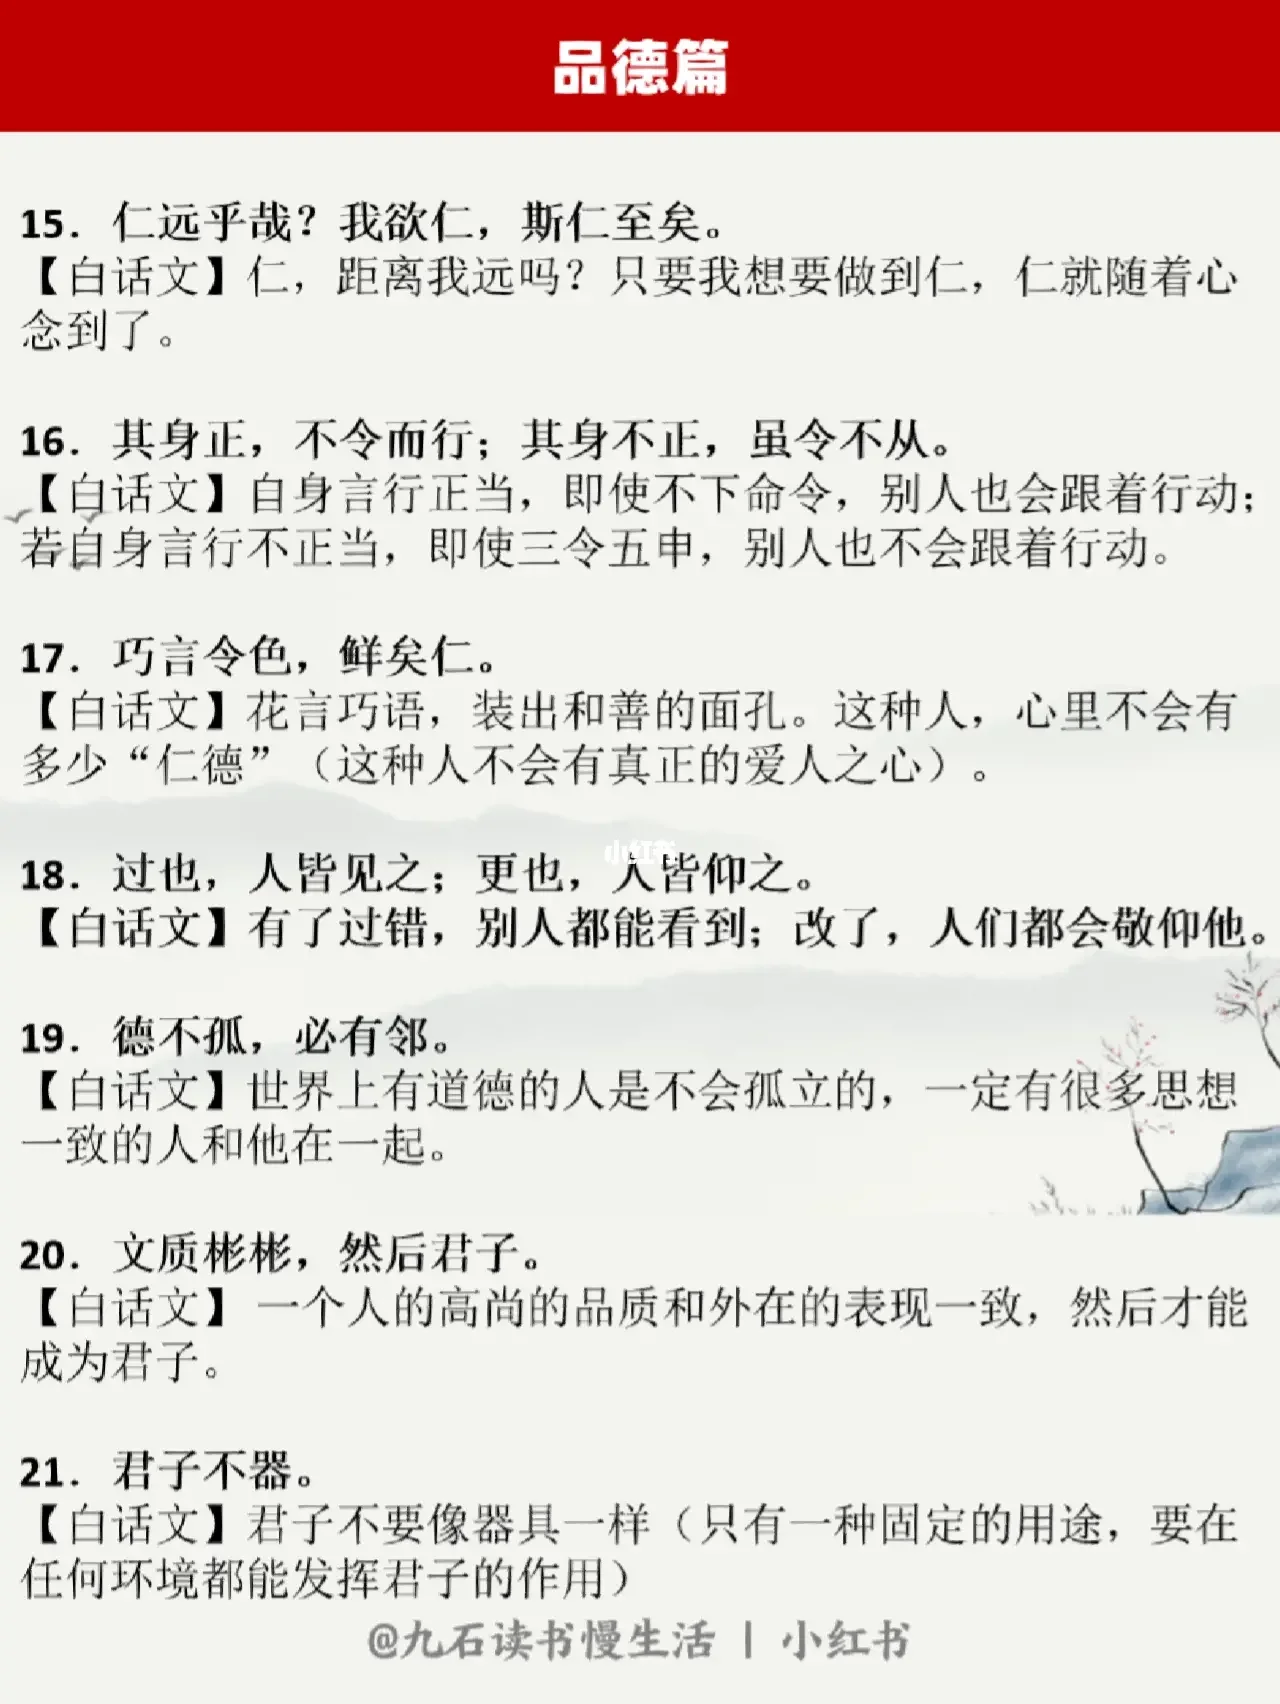 品德篇
15．仁远乎哉？我欲仁，斯仁至矣。
【白话文】仁，距离我远吗？只要我想要做到仁，仁就随着心
念到了。
16．其身正，不令而行；其身不正，虽令不从。
【白话文】自身言行正当，即使不下命令，别人也会跟着行动；
若自身言行不正当，即使三令五申，别人也不会跟着行动。
17．巧言令色，鲜矣仁。
【白话文】花言巧语，装出和善的面孔。这种人，心里不会有
多少“仁德”（这种人不会有真正的爱人之心）。
小红书
18．过也，人皆见之；更也，人皆仰之。
【白话文】有了过错，别人都能看到；改了，人们都会敬仰他。
19．德不孤，必有邻。
【白话文】世界上有道德的人是不会孤立的，一定有很多思想
一致的人和他在一起。
20．文质彬彬，然后君子。
【白话文】一个人的高尚的品质和外在的表现一致，然后才能
成为君子。
21．君子不器。
【白话文】君子不要像器具一样（只有一种固定的用途，要在
任何环境都能发挥君子的作用）
@九石读书慢生活 | 小红书